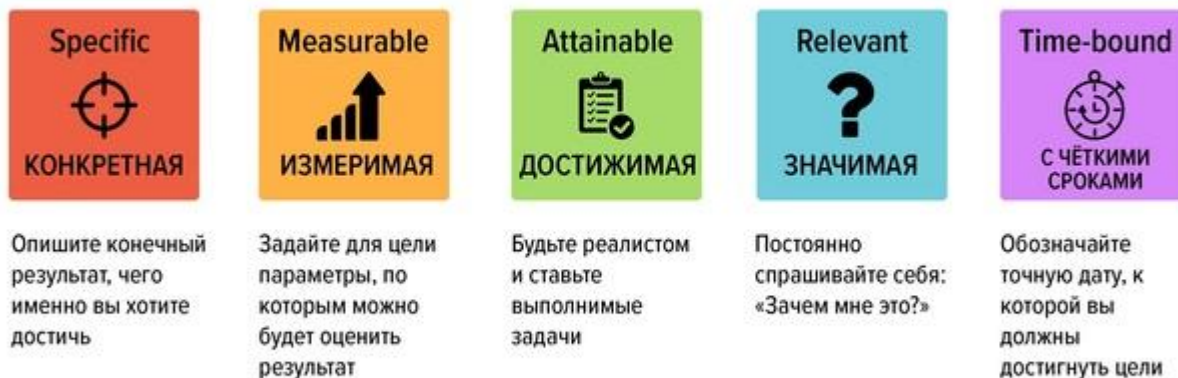 Specific
КОНКРЕТНАЯ
Опишите конечный
результат, чего
именно вы хотите
достичь
Measurable
ИЗМЕРИМАЯ
Задайте для цели
параметры, по
которым можно
будет оценить
результат
Attainable
ДОСТИЖИМАЯ
Будьте реалистом
и ставьте
выполнимые
задачи
Relevant
?
ЗНАЧИМАЯ
Постоянно
спрашивайте себя:
«Зачем мне это?»
Time-bound
С ЧЁТКИМИ
СРОКАМИ
Обозначайте
точную дату, к
которой вы
должны
достигнуть цели